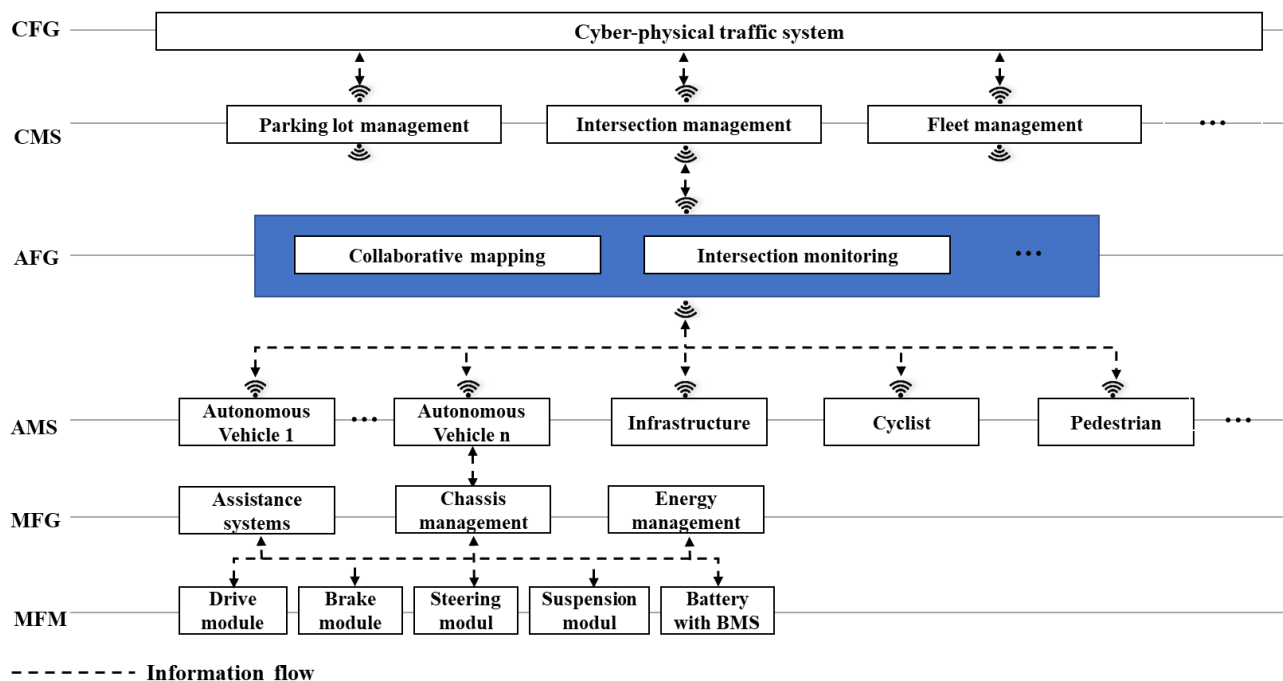 CFG
Cyber-physical traffic system
CMS
Parking lot management
Intersection management
Fleet management
...
AFG
Collaborative mapping
Intersection monitoring
...
AMS
Autonomous
Vehicle 1
...
Autonomous
Vehicle n
Infrastructure
Cyclist
Pedestrian
...
MFG
Assistance
systems
Chassis
management
Energy
management
MFM
Drive
module
Brake
module
Steering
modul
Suspension
modul
Battery
with BMS
Information flow